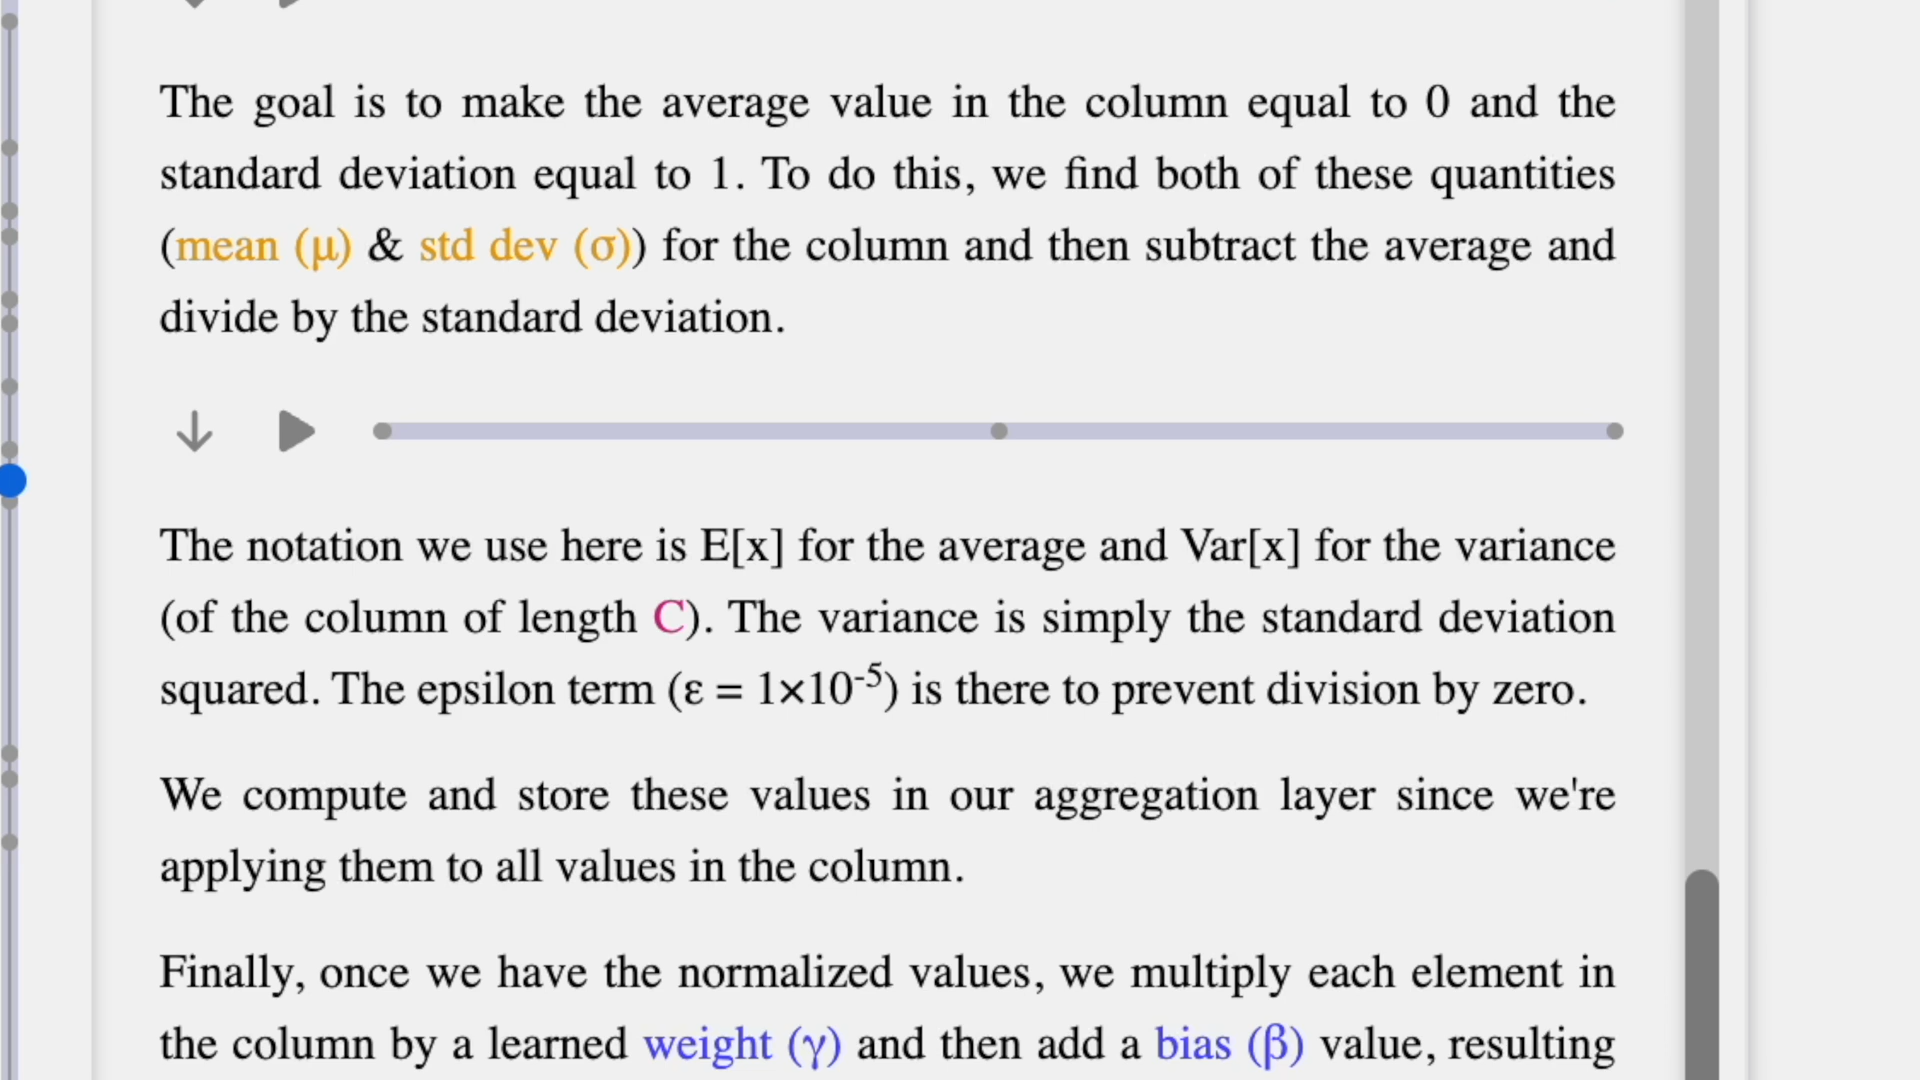 The goal is to make the average value in the column equal to 0 and the
standard deviation equal to 1. To do this, we find both of these quantities
(mean (μ) & std dev (σ)) for the column and then subtract the average and
divide by the standard deviation.
The notation we use here is E[x] for the average and Var[x] for the variance
(of the column of length C). The variance is simply the standard deviation
squared. The epsilon term (ε = 1×10⁻⁵) is there to prevent division by zero.
We compute and store these values in our aggregation layer since we're
applying them to all values in the column.
Finally, once we have the normalized values, we multiply each element in
the column by a learned weight (γ) and then add a bias (β) value, resulting